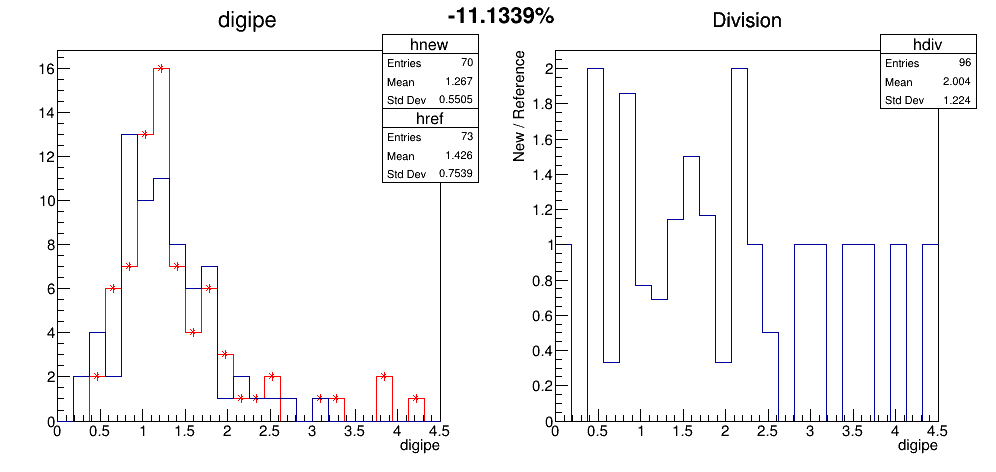 -11.1339%
digipe
hnew
Entries 70
Mean 1.267
Std Dev 0.5505
href
Entries 73
Mean 1.426
Std Dev 0.7539
16
14
12
10
8
6
4
2
0
0 0.5 1 1.5 2 2.5 3 3.5 4 4.5
digipe
Division
hdiv
Entries 96
Mean 2.004
Std Dev 1.224
New / Reference
2
1.8
1.6
1.4
1.2
1
0.8
0.6
0.4
0.2
0
0 0.5 1 1.5 2 2.5 3 3.5 4 4.5
digipe